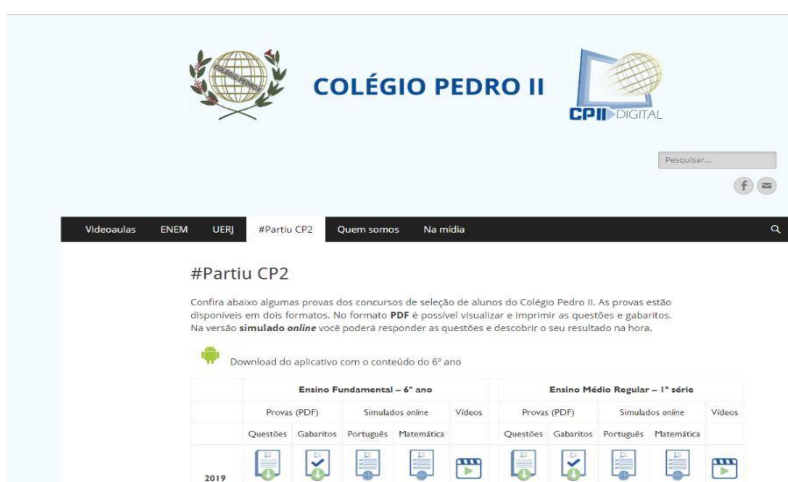 COLEGIO PEDRO II
COLÉGIO PEDRO II
CPII DIGITAL
Pesquisar...
Videoaulas ENEM UERJ #Partiu CP2 Quem somos Na mídia
#Partiu CP2
Confira abaixo algumas provas dos concursos de seleção de alunos do Colégio Pedro II. As provas estão
disponíveis em dois formatos. No formato PDF é possível visualizar e imprimir as questões e gabaritos.
Na versão simulado online você poderá responder as questões e descobrir o seu resultado na hora.
Download do aplicativo com o conteúdo do 6º ano
Ensino Fundamental – 6º ano Ensino Médio Regular – 1ª série
Provas (PDF) Simulados online Vídeos Provas (PDF) Simulados online Vídeos
Questões Gabaritos Português Matemática Questões Gabaritos Português Matemática
2019